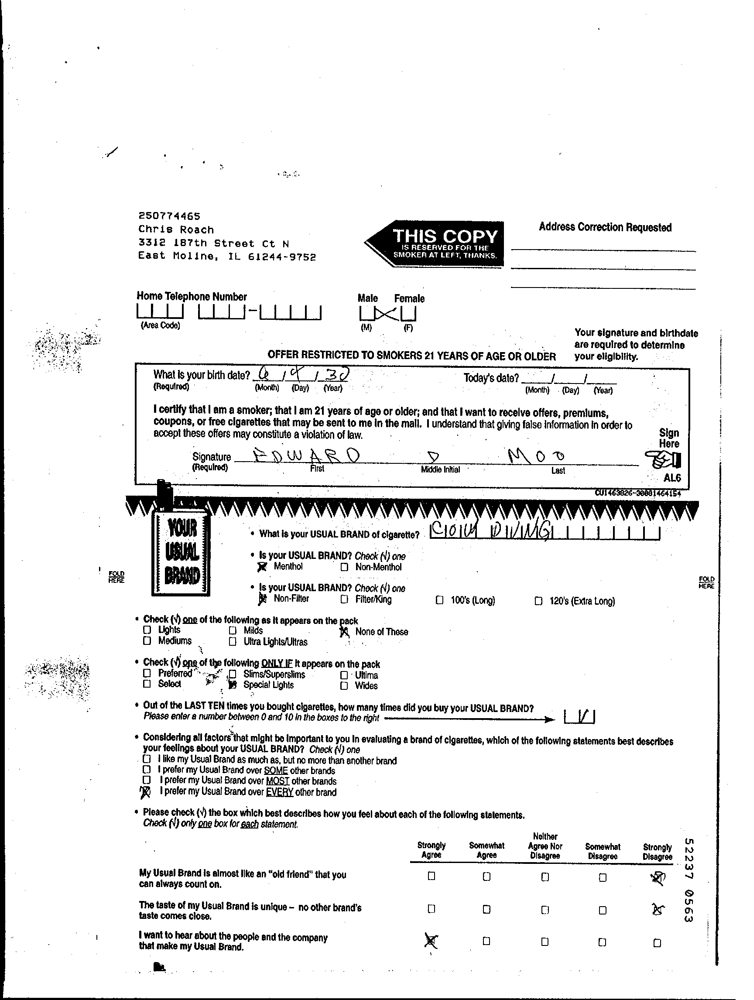 250774465
Chris Roach
3312 187th Street Ct N
East Moline, IL 61244-9752
THIS COPY
IS RESERVED FOR THE
SMOKER AT LEFT, THANKS.
Address Correction Requested
Home Telephone Number
(Area Code)
Male Female
(M) (F)
Your signature and birthdate
are required to determine
your eligibility.
OFFER RESTRICTED TO SMOKERS 21 YEARS OF AGE OR OLDER
What is your birth date? 6 / 9 / 30
(Required) (Month) (Day) (Year)
Today's date? / /
(Month) (Day) (Year)
I certify that I am a smoker; that I am 21 years of age or older; and that I want to receive offers, premiums,
coupons, or free cigarettes that may be sent to me in the mail. I understand that giving false information in order to
accept these offers may constitute a violation of law.
Sign
Here
Signature EDWARD D MOO
(Required) First Middle Initial Last
AL6
CU1463026-30001464154
YOUR
USUAL
BRAND
• What is your USUAL BRAND of cigarette?
• Is your USUAL BRAND? Check (√) one
Menthol Non-Menthol
FOLD
HERE
FOLD
HERE
• Is your USUAL BRAND? Check (√) one
Non-Filter Filter/King 100's (Long) 120's (Extra Long)
• Check (√) one of the following as it appears on the pack
Lights Milds None of These
Mediums Ultra Lights/Ultras
• Check (√) one of the following ONLY IF it appears on the pack
Preferred Slims/Superslims Ultima
Select Special Lights Wides
• Out of the LAST TEN times you bought cigarettes, how many times did you buy your USUAL BRAND?
Please enter a number between 0 and 10 in the boxes to the right
• Considering all factors that might be important to you in evaluating a brand of cigarettes, which of the following statements best describes
your feelings about your USUAL BRAND? Check (√) one
I like my Usual Brand as much as, but no more than another brand
I prefer my Usual Brand over SOME other brands
I prefer my Usual Brand over MOST other brands
I prefer my Usual Brand over EVERY other brand
• Please check (√) the box which best describes how you feel about each of the following statements.
Check (√) only one box for each statement.
Strongly Agree Somewhat Agree Neither Agree Nor Disagree Somewhat Disagree Strongly Disagree
My Usual Brand is almost like an "old friend" that you
can always count on.
The taste of my Usual Brand is unique – no other brand's
taste comes close.
I want to hear about the people and the company
that make my Usual Brand.
52237 0563